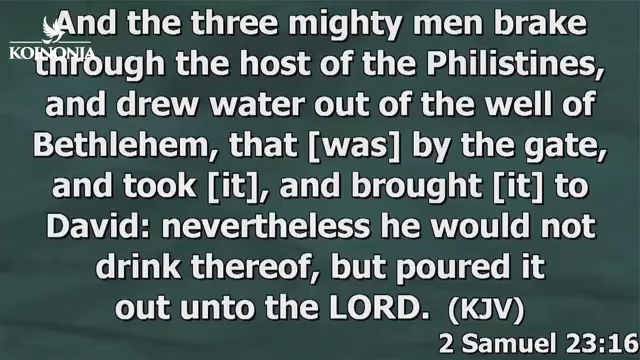 And the three mighty men brake
KOINONIA
through the host of the Philistines,
and drew water out of the well of
Bethlehem, that [was] by the gate,
and took [it], and brought [it] to
David: nevertheless he would not
drink thereof, but poured it
out unto the LORD. (KJV)
2 Samuel 23:16